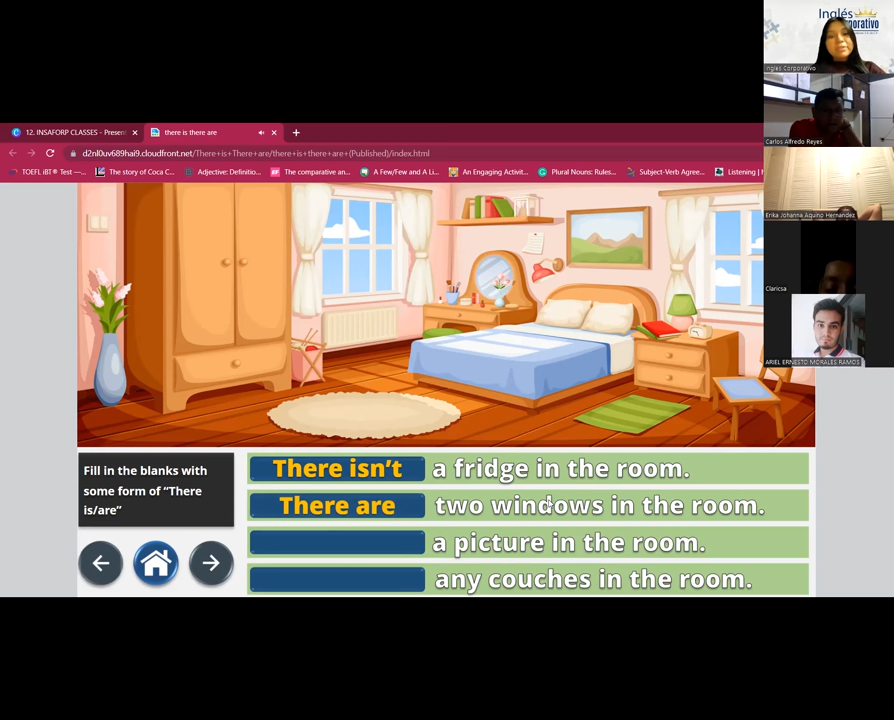 Inglés
Corporativo
Inglés Corporativo
12. INSAFORP CLASSES - Present
there is there are
d2nl0uv689hai9.cloudfront.net/There+is+There+are/there+is+there+are+(Published)/index.html
TOEFL iBT® Test —...
The story of Coca C...
Adjective: Definitio...
The comparative an...
A Few/Few and A Li...
An Engaging Activit...
Plural Nouns: Rules...
Subject-Verb Agree...
Listening
Carlos Alfredo Reyes
Erika Johanna Aquino Hernandez
Claricsa
ARIEL ERNESTO MORALES RAMOS
Fill in the blanks with
some form of “There
is/are”
There isn’t a fridge in the room.
There are two windows in the room.
a picture in the room.
any couches in the room.